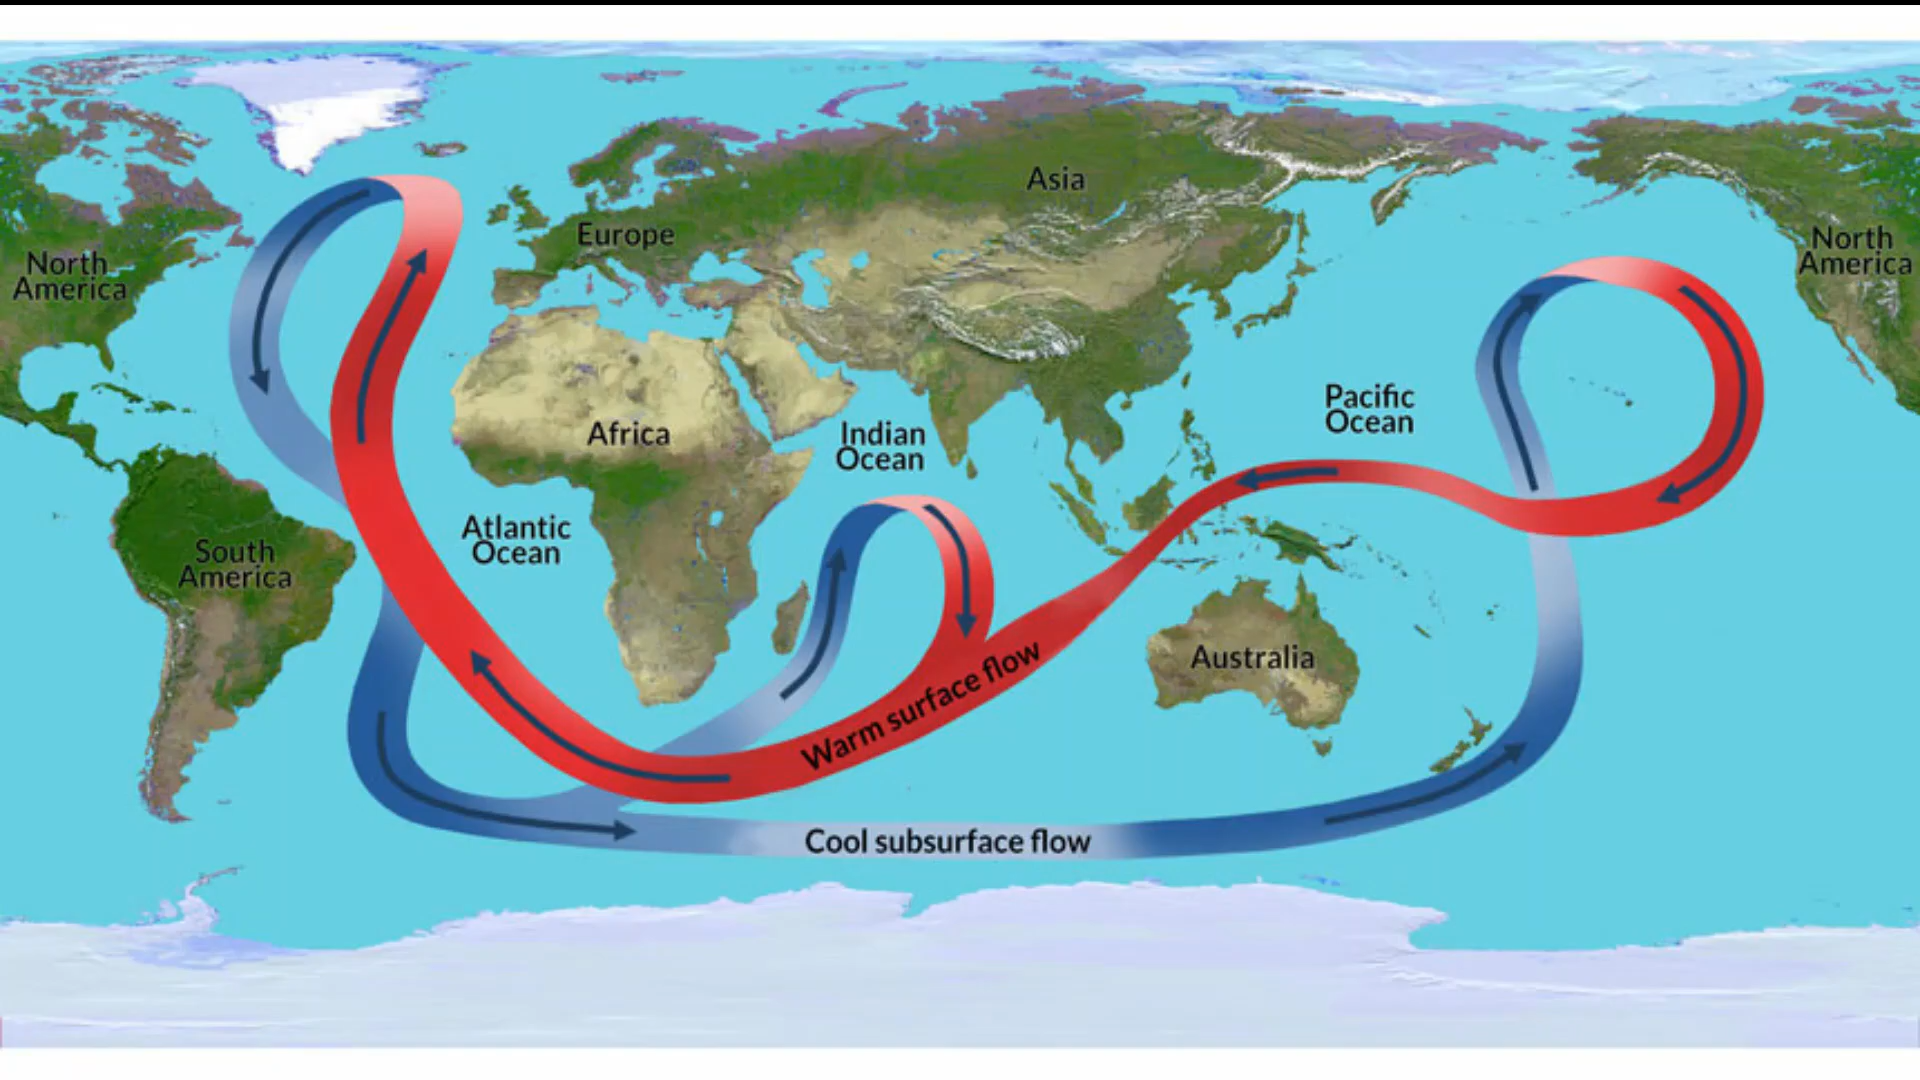 Asia
Europe
North
America
North
America
Pacific
Ocean
Africa
Indian
Ocean
Atlantic
Ocean
South
America
Australia
Warm surface flow
Cool subsurface flow